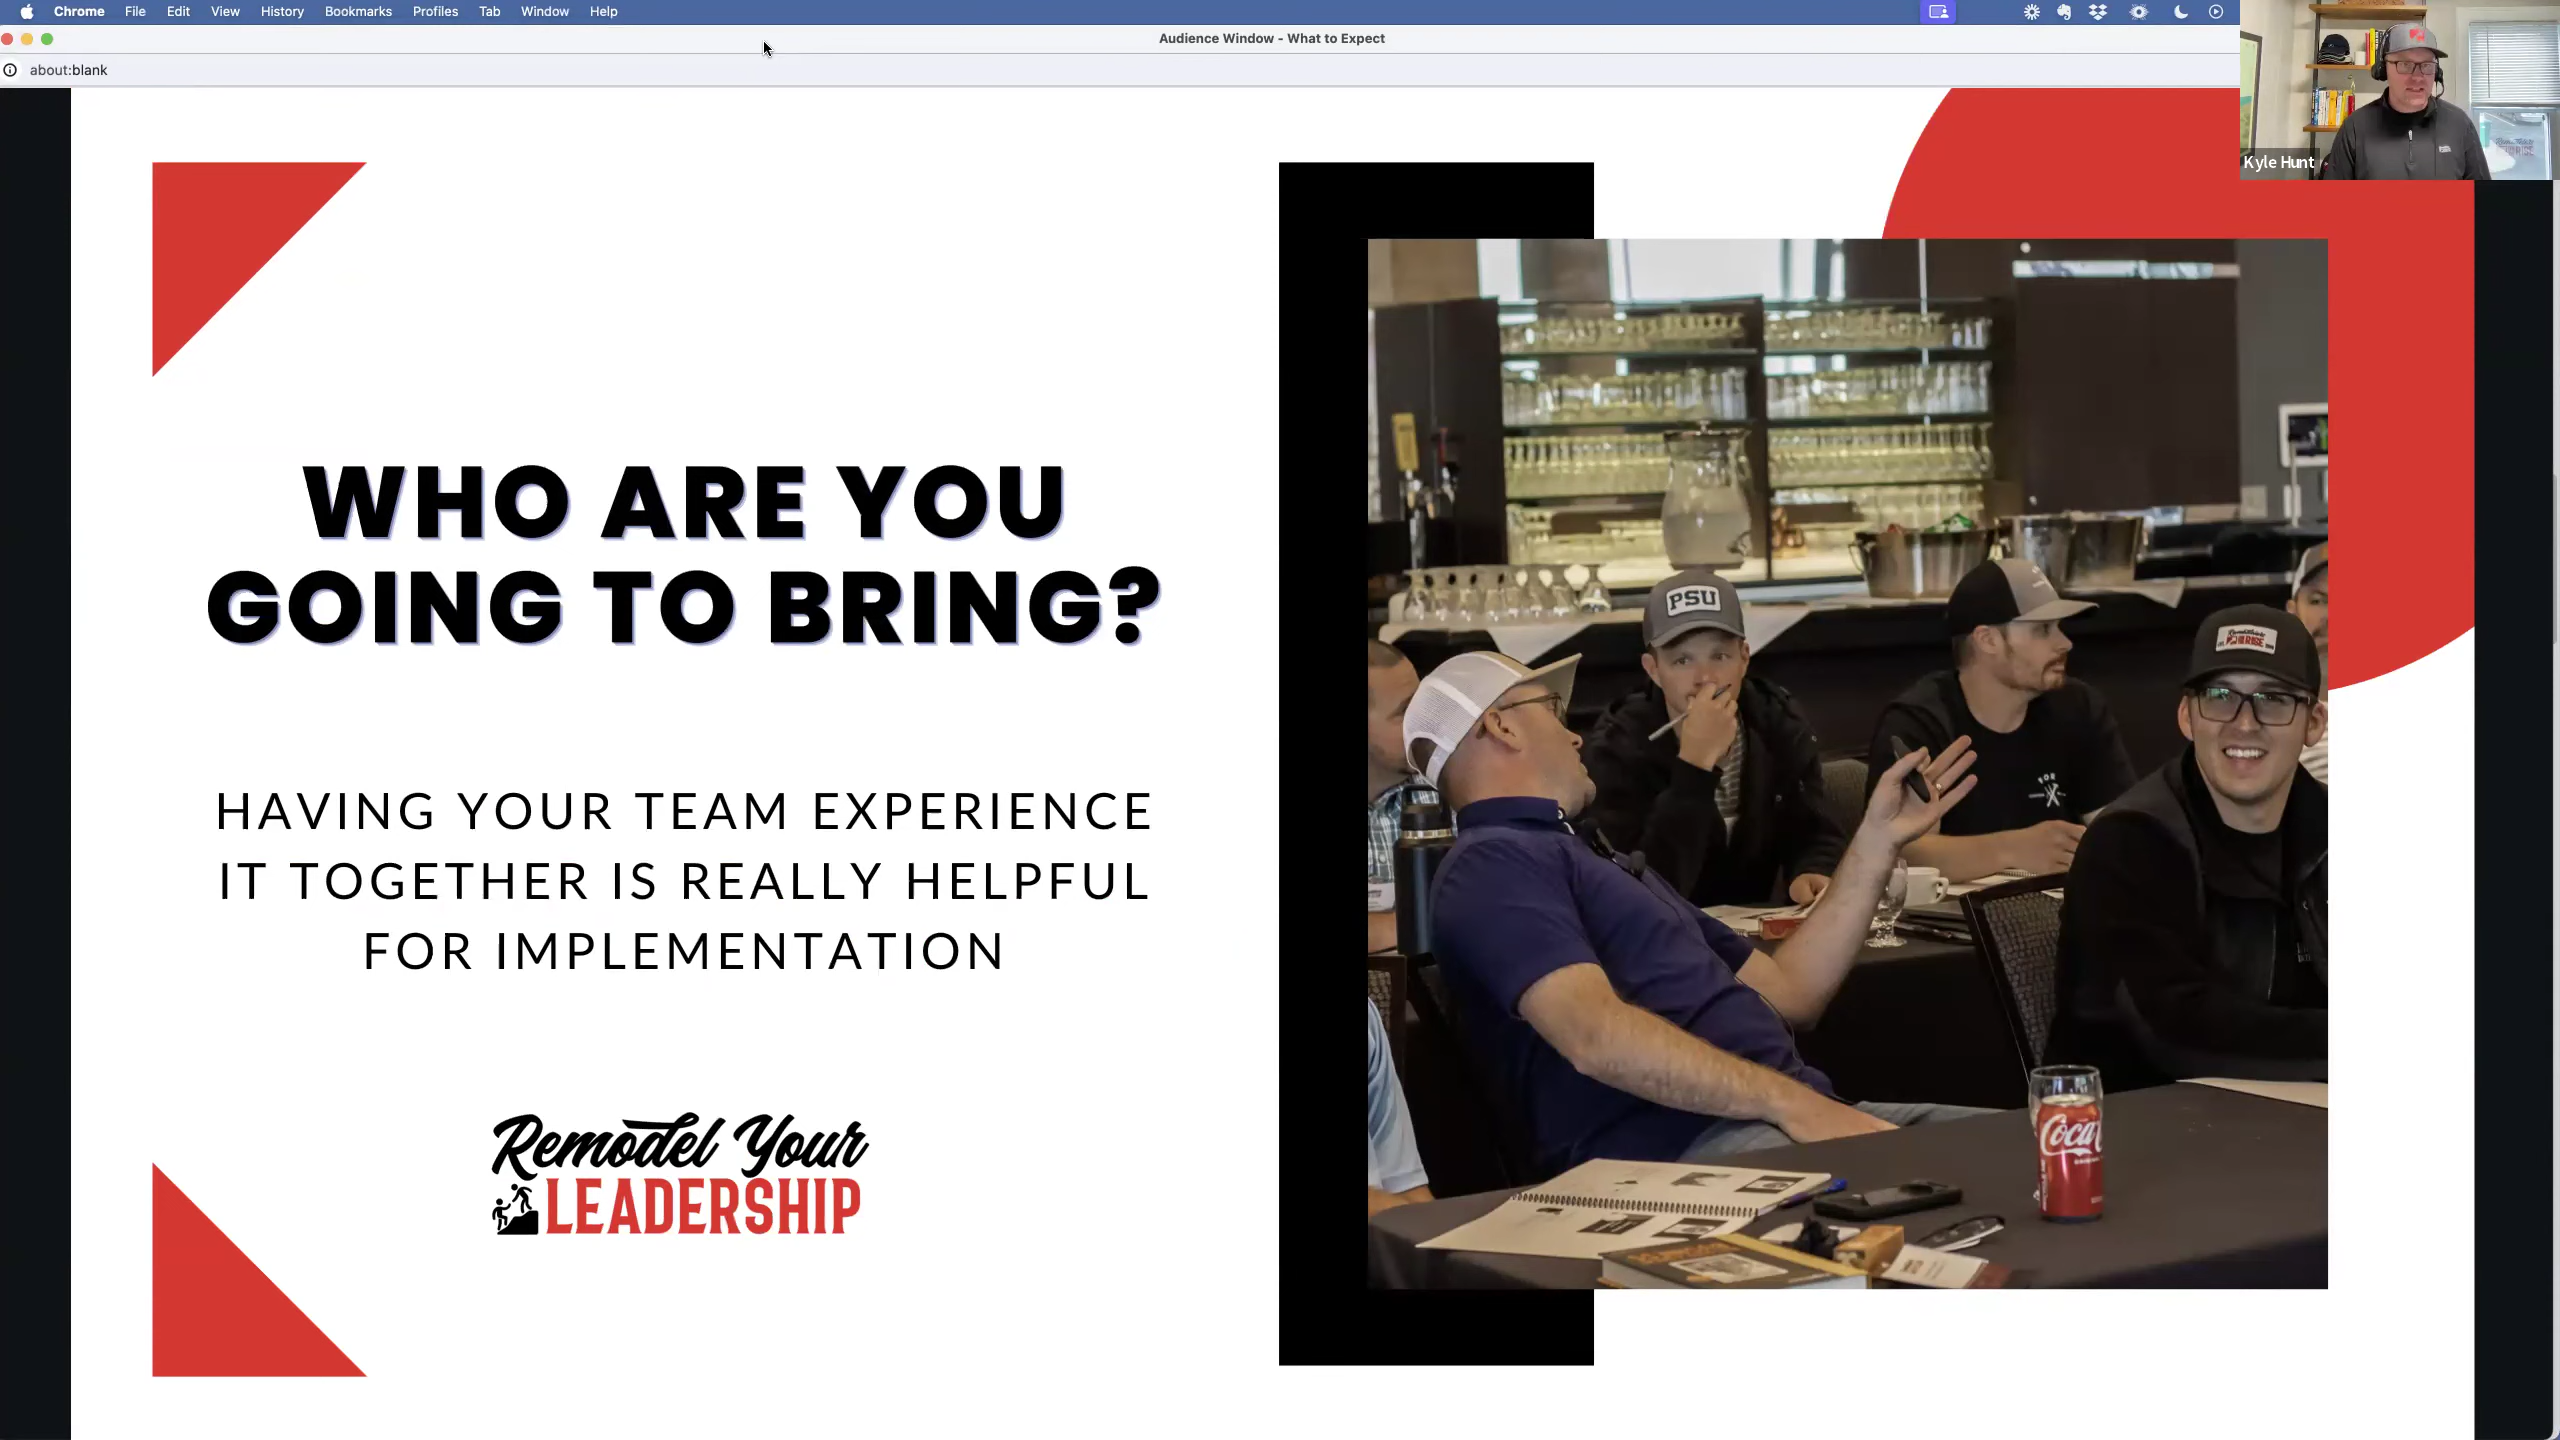 Chrome File Edit View History Bookmarks Profiles Tab Window Help
Audience Window - What to Expect
about:blank
Kyle Hunt
WHO ARE YOU
GOING TO BRING?
HAVING YOUR TEAM EXPERIENCE
IT TOGETHER IS REALLY HELPFUL
FOR IMPLEMENTATION
Remodel Your
LEADERSHIP
PSU
Coca